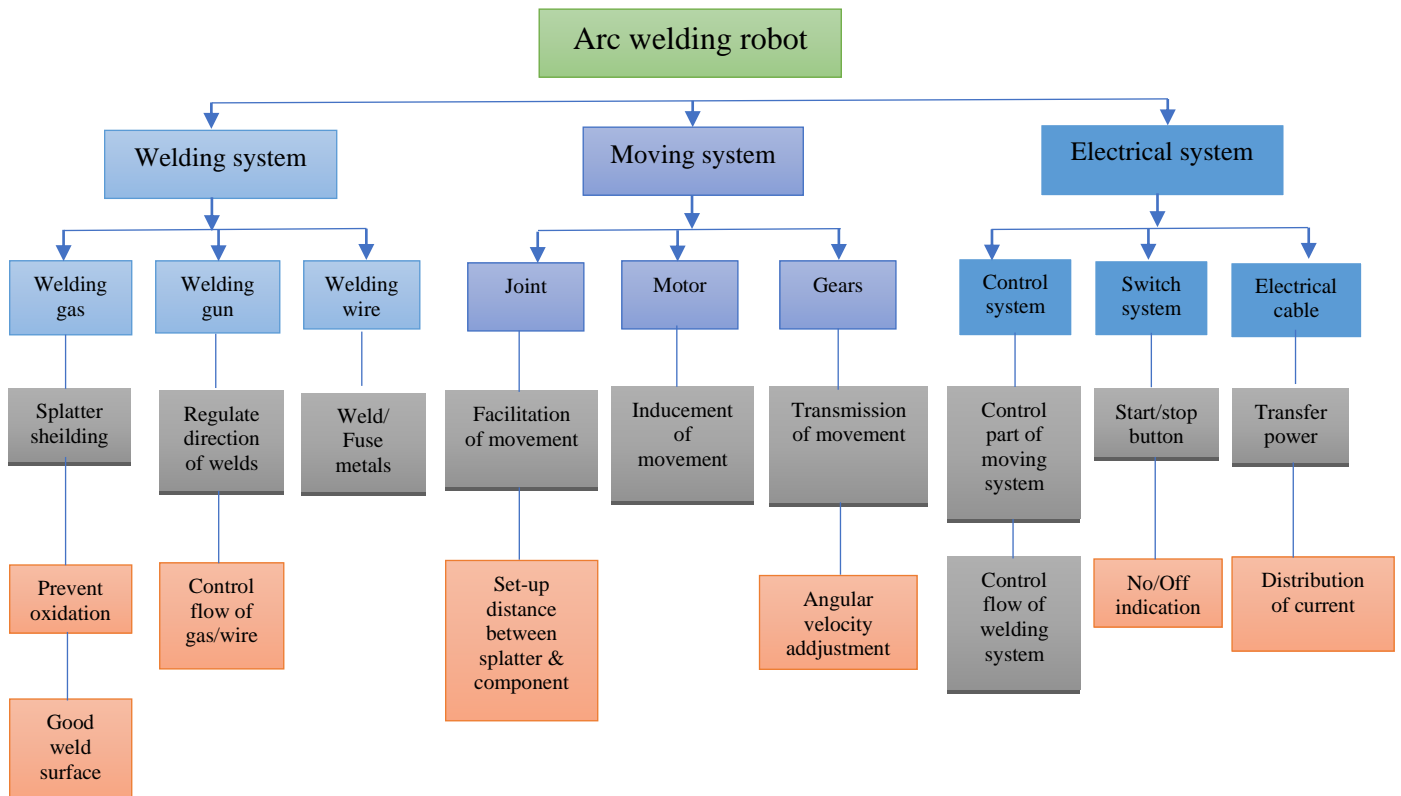 Arc welding robot
Welding system
Moving system
Electrical system
Welding
gas
Welding
gun
Welding
wire
Joint
Motor
Gears
Control
system
Switch
system
Electrical
cable
Splatter
sheilding
Regulate
direction
of welds
Weld/
Fuse
metals
Facilitation
of movement
Inducement
of
movement
Transmission
of movement
Control
part of
moving
system
Start/stop
button
Transfer
power
Prevent
oxidation
Control
flow of
gas/wire
Set-up
distance
between
splatter &
component
Angular
velocity
addjustment
Control
flow of
welding
system
No/Off
indication
Distribution
of current
Good
weld
surface